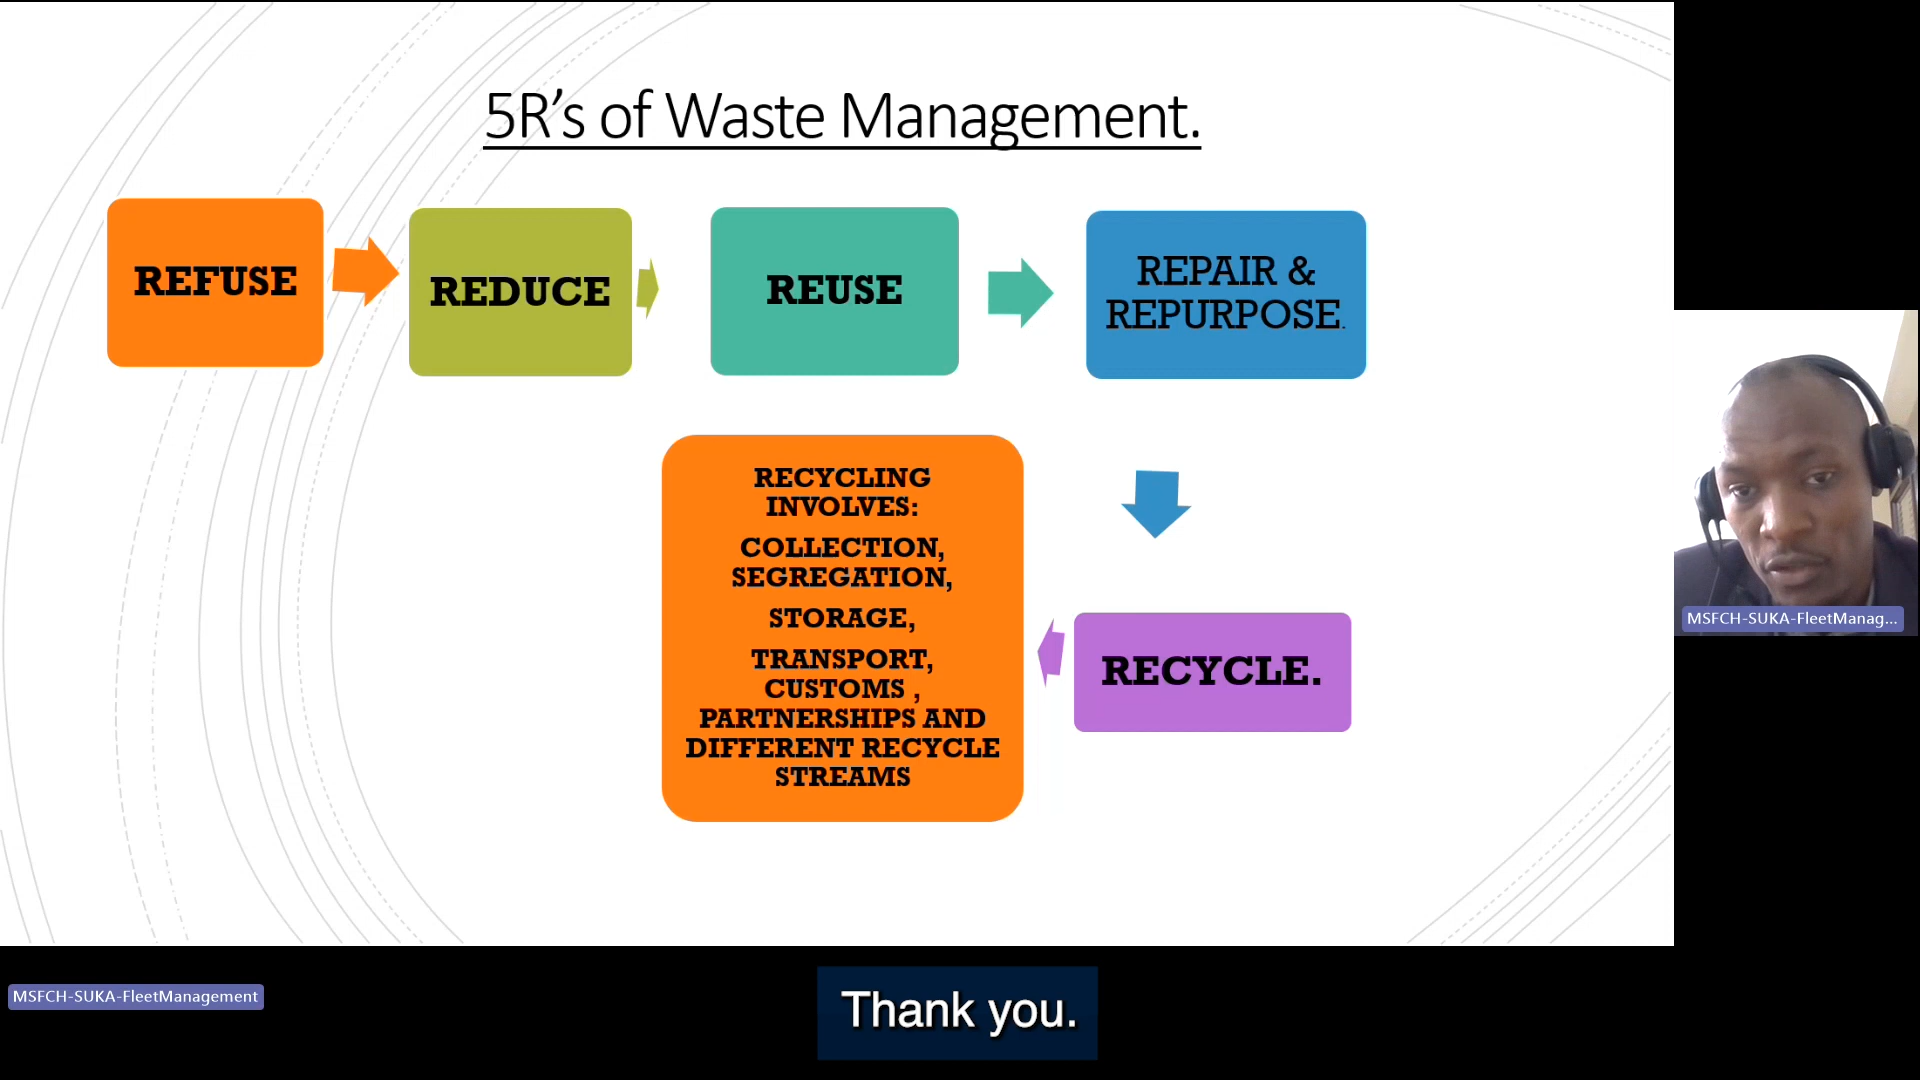 5R's of Waste Management.
REFUSE
REDUCE
REUSE
REPAIR &
REPURPOSE.
RECYCLING
INVOLVES:
COLLECTION,
SEGREGATION,
STORAGE,
TRANSPORT,
CUSTOMS ,
PARTNERSHIPS AND
DIFFERENT RECYCLE
STREAMS
RECYCLE.
MSFCH-SUKA-FleetManag...
MSFCH-SUKA-FleetManagement
Thank you.